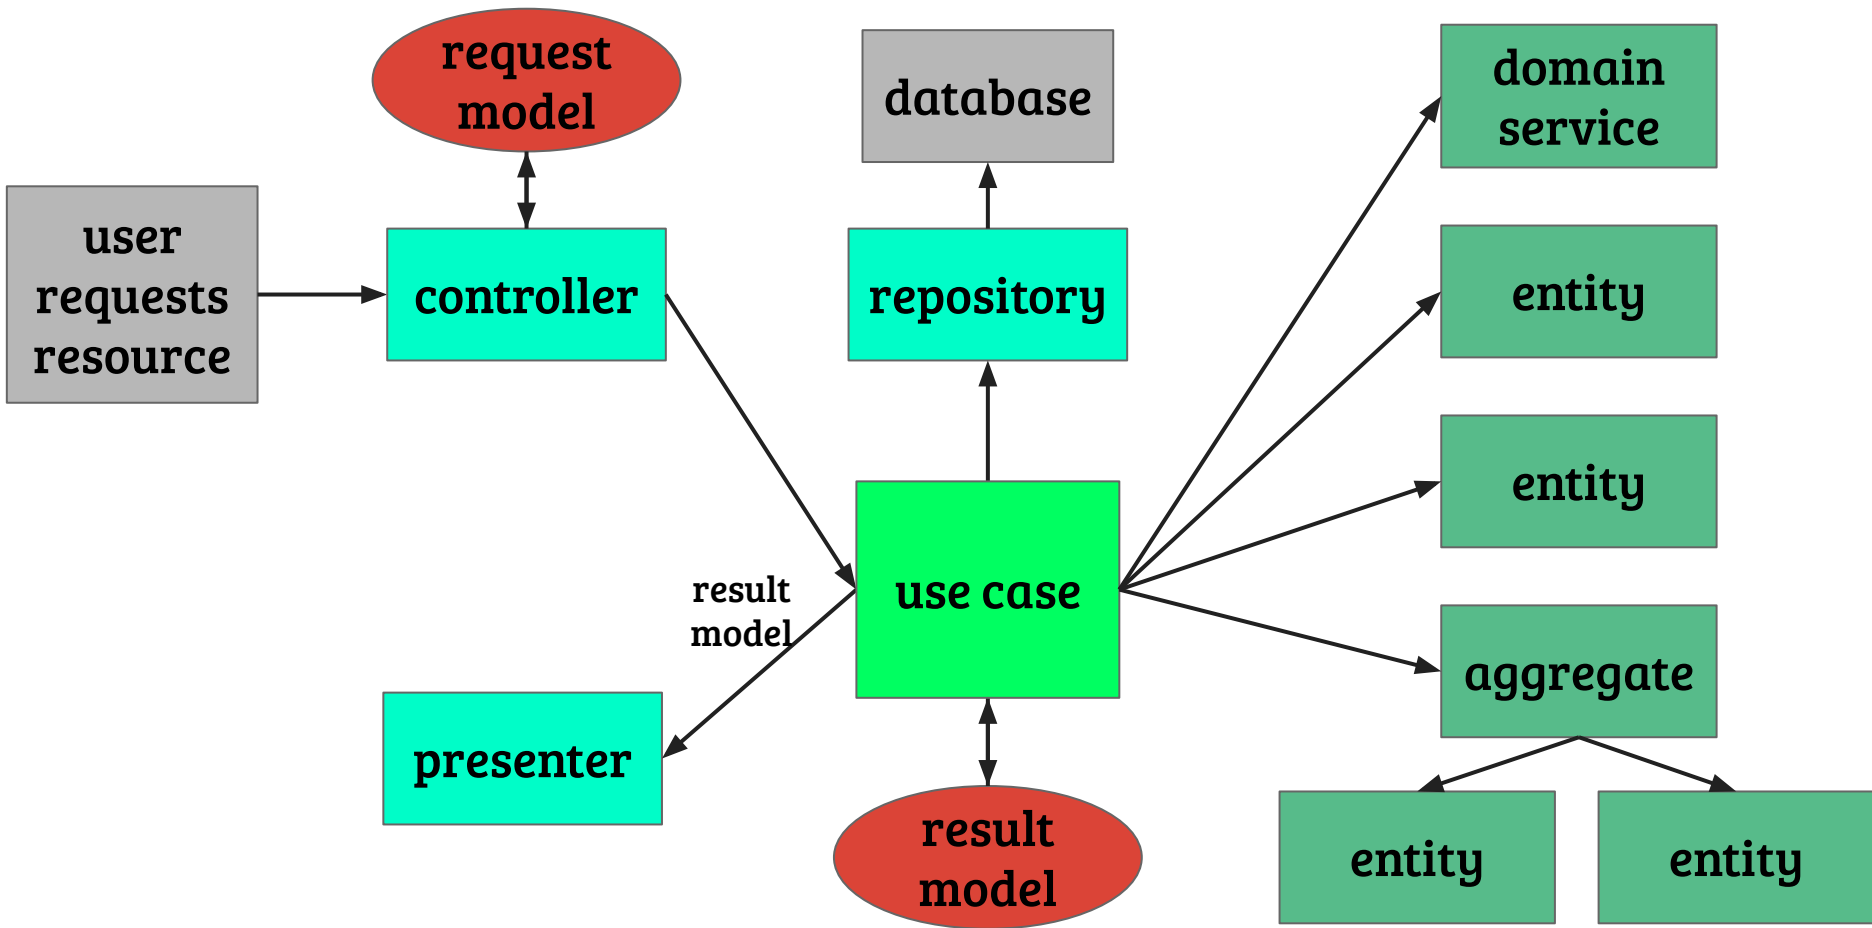 request
model
database
domain
service
user
requests
resource
controller
repository
entity
entity
result
model
use case
aggregate
presenter
result
model
entity
entity